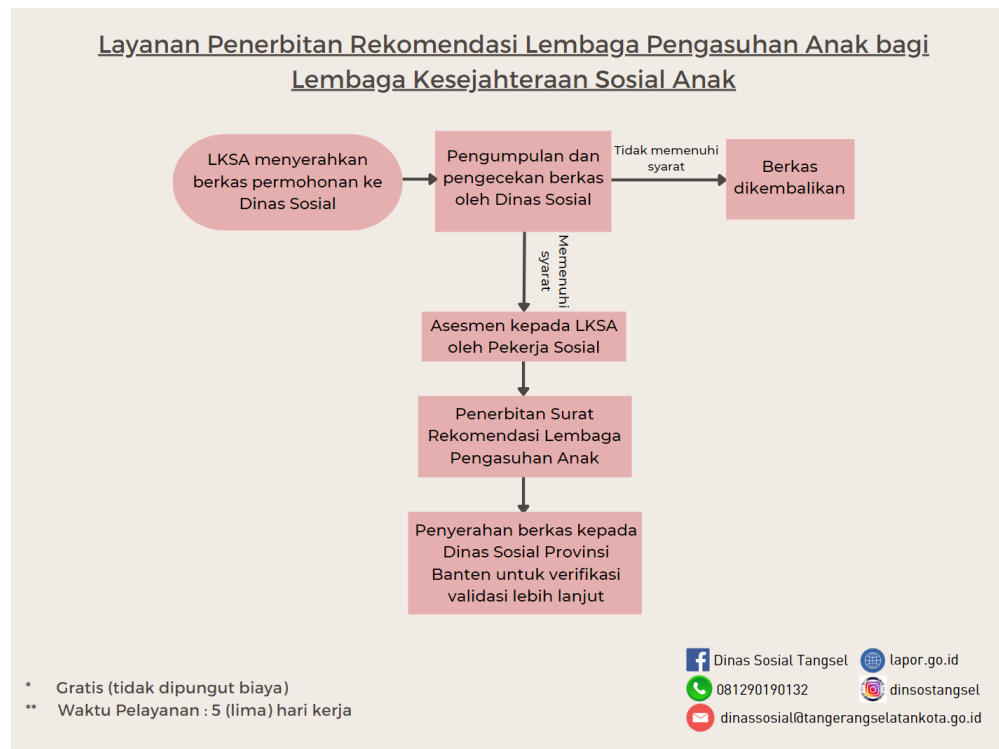 Layanan Penerbitan Rekomendasi Lembaga Pengasuhan Anak bagi
Lembaga Kesejahteraan Sosial Anak
LKSA menyerahkan
berkas permohonan ke
Dinas Sosial
Pengumpulan dan
pengecekan berkas
oleh Dinas Sosial
Tidak memenuhi
syarat
Berkas
dikembalikan
Memenuhi
syarat
Asesmen kepada LKSA
oleh Pekerja Sosial
Penerbitan Surat
Rekomendasi Lembaga
Pengasuhan Anak
Penyerahan berkas kepada
Dinas Sosial Provinsi
Banten untuk verifikasi
validasi lebih lanjut
* Gratis (tidak dipungut biaya)
** Waktu Pelayanan : 5 (lima) hari kerja
Dinas Sosial Tangsel
lapor.go.id
081290190132
dinsostangsel
dinassosial@tangerangselatankota.go.id